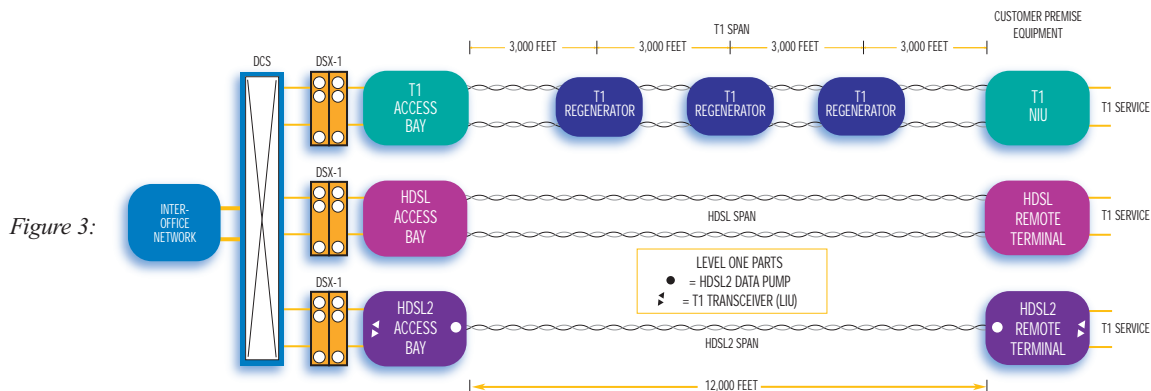 T1 SPAN
CUSTOMER PREMISE
EQUIPMENT
3,000 FEET
3,000 FEET
3,000 FEET
3,000 FEET
DCS
DSX-1
T1
ACCESS
BAY
T1
REGENERATOR
T1
REGENERATOR
T1
REGENERATOR
T1
NIU
T1 SERVICE
DSX-1
Figure 3:
INTER-
OFFICE
NETWORK
HDSL
ACCESS
BAY
HDSL SPAN
HDSL
REMOTE
TERMINAL
T1 SERVICE
LEVEL ONE PARTS
= HDSL2 DATA PUMP
= T1 TRANSCEIVER (LIU)
DSX-1
HDSL2
ACCESS
BAY
HDSL2 SPAN
HDSL2
REMOTE
TERMINAL
T1 SERVICE
12,000 FEET